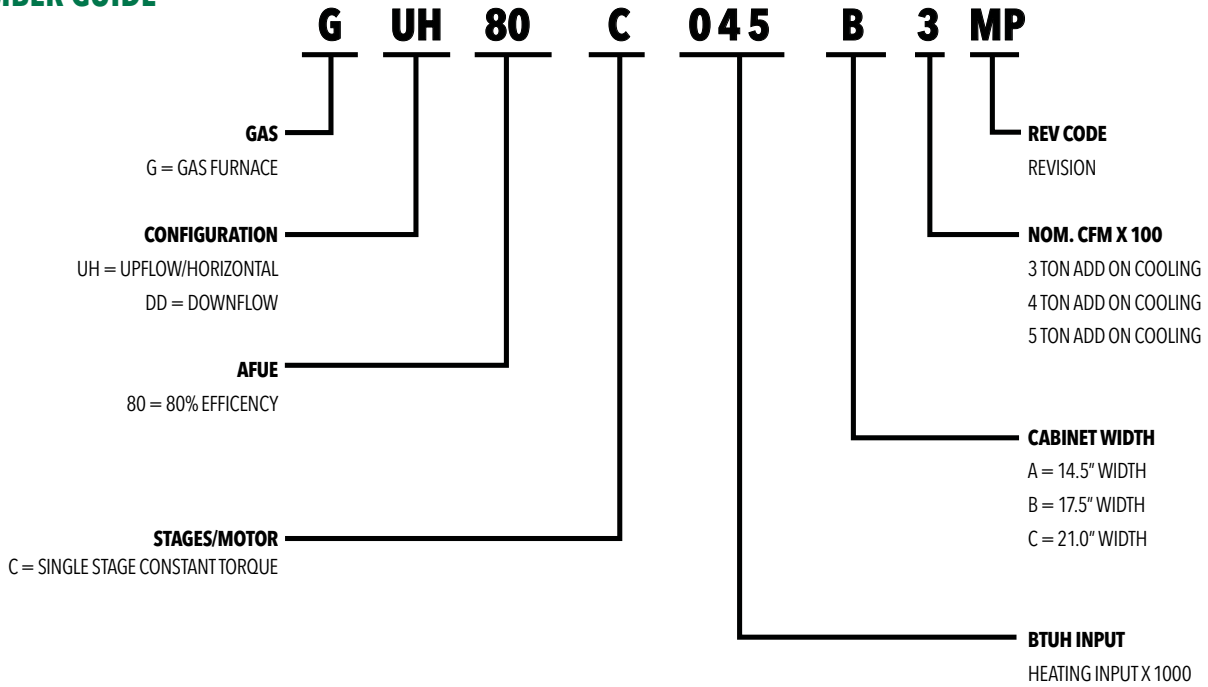 GUIDE
G UH 80 C 045 B 3 MP
GAS
G = GAS FURNACE
CONFIGURATION
UH = UPFLOW/HORIZONTAL
DD = DOWNFLOW
AFUE
80 = 80% EFFICENCY
STAGES/MOTOR
C = SINGLE STAGE CONSTANT TORQUE
REV CODE
REVISION
NOM. CFM X 100
3 TON ADD ON COOLING
4 TON ADD ON COOLING
5 TON ADD ON COOLING
CABINET WIDTH
A = 14.5" WIDTH
B = 17.5" WIDTH
C = 21.0" WIDTH
BTUH INPUT
HEATING INPUT X 1000